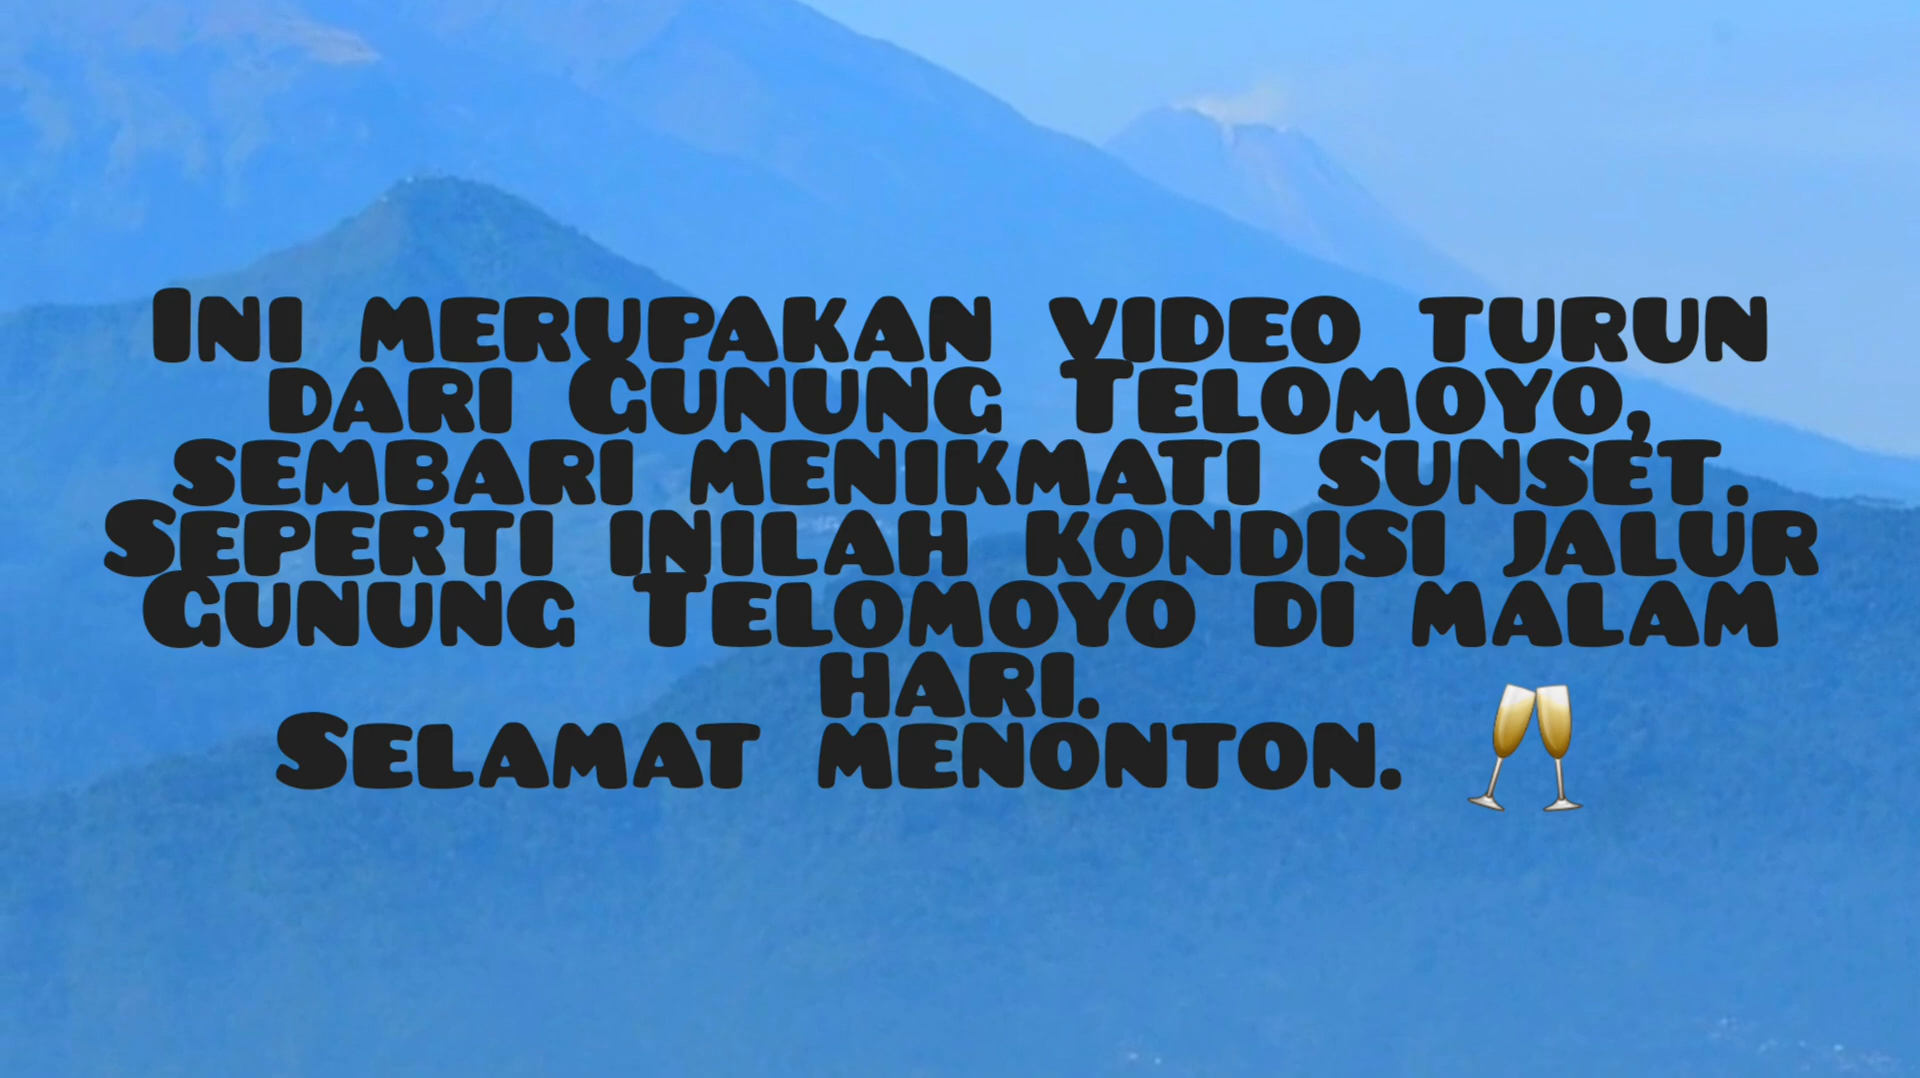 Ini merupakan video turun
dari Gunung Telomoyo,
sembari menikmati sunset.
Seperti inilah kondisi jalur
Gunung Telomoyo di malam
hari.
Selamat menonton. 🥂